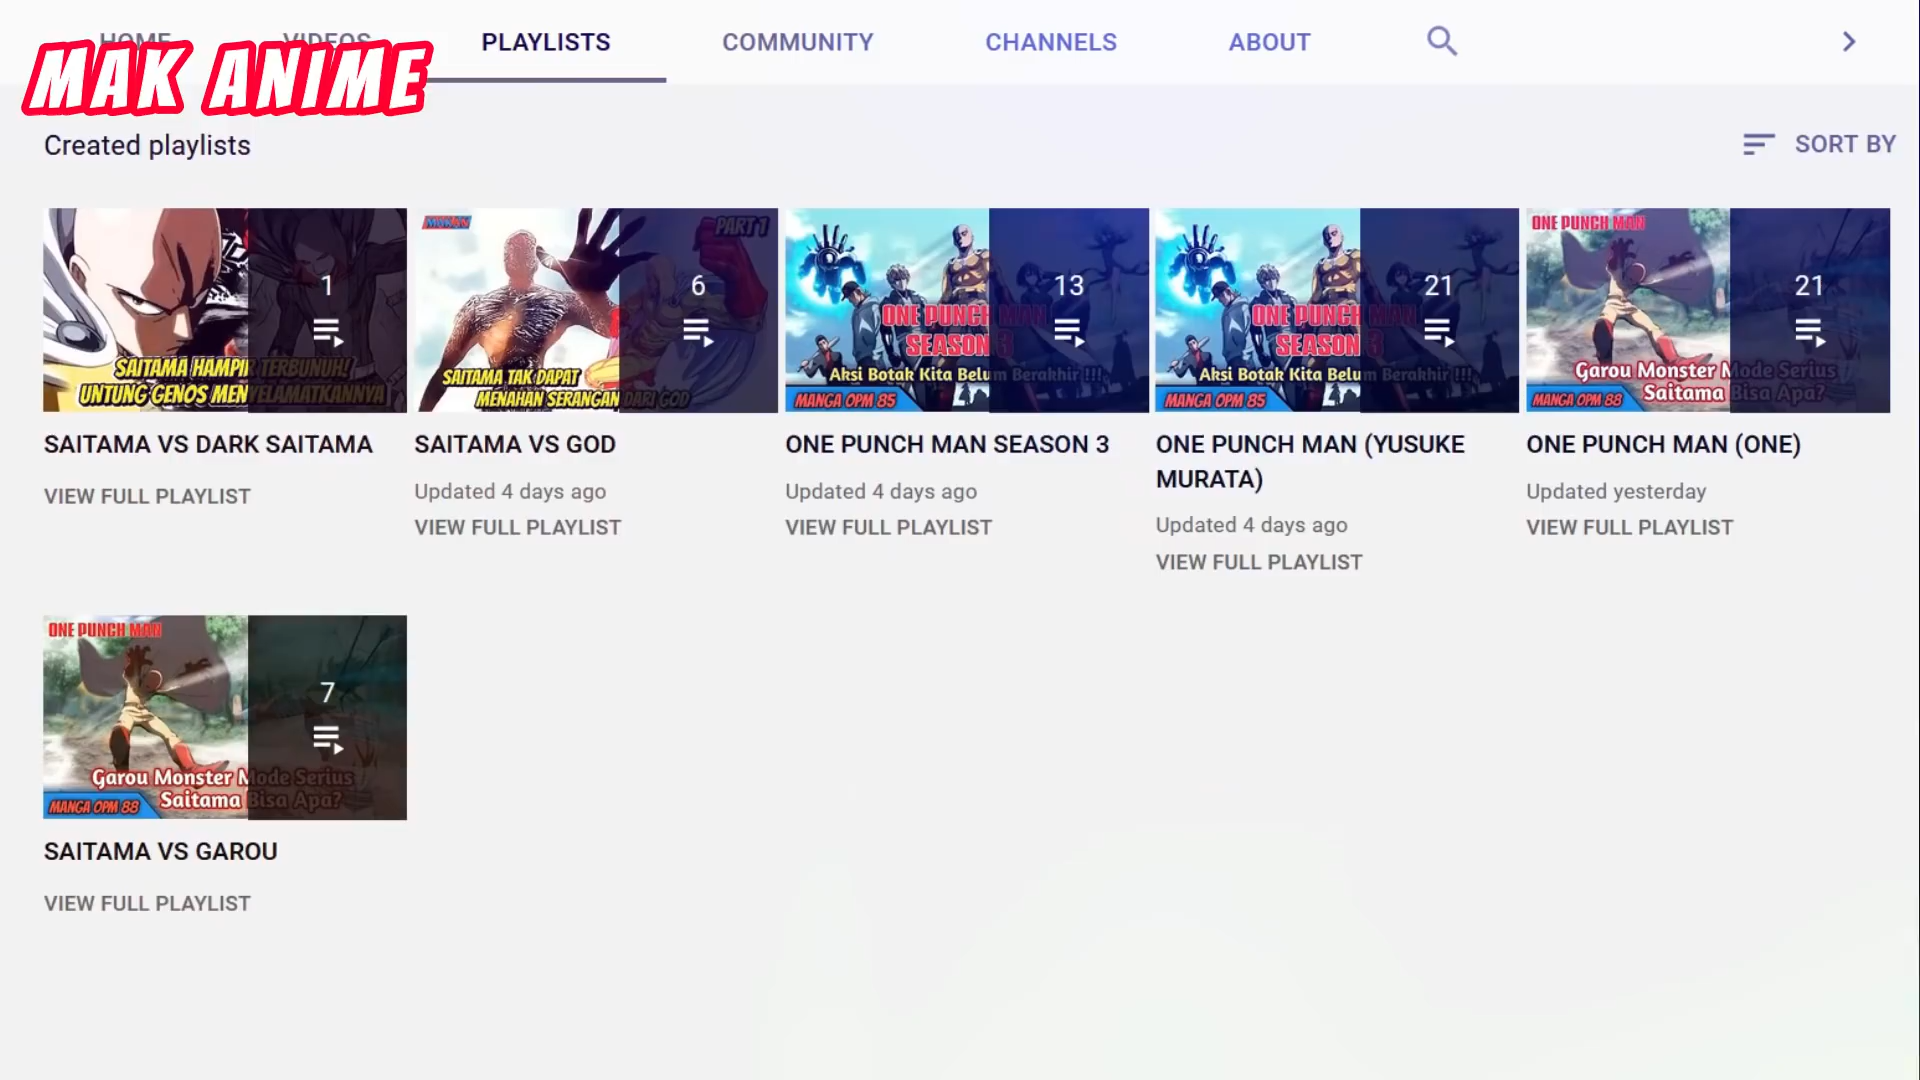 HOME VIDEOS PLAYLISTS COMMUNITY CHANNELS ABOUT
MAK ANIME
Created playlists
SORT BY
1
SAITAMA HAMPIR TERBUNUH!
UNTUNG GENOS MENYELAMATKANNYA
SAITAMA VS DARK SAITAMA
VIEW FULL PLAYLIST
PART 1
6
SAITAMA TAK DAPAT
MENAHAN SERANGAN DARI GOD
SAITAMA VS GOD
Updated 4 days ago
VIEW FULL PLAYLIST
13
ONE PUNCH MAN
SEASON 3
Aksi Botak Kita Belum Berakhir !!!
MANGA OPM 85
ONE PUNCH MAN SEASON 3
Updated 4 days ago
VIEW FULL PLAYLIST
21
ONE PUNCH MAN
SEASON 3
Aksi Botak Kita Belum Berakhir !!!
MANGA OPM 85
ONE PUNCH MAN (YUSUKE
MURATA)
Updated 4 days ago
VIEW FULL PLAYLIST
ONE PUNCH MAN
21
Garou Monster Mode Serius
Saitama Bisa Apa?
MANGA OPM 88
ONE PUNCH MAN (ONE)
Updated yesterday
VIEW FULL PLAYLIST
ONE PUNCH MAN
7
Garou Monster Mode Serius
Saitama Bisa Apa?
MANGA OPM 88
SAITAMA VS GAROU
VIEW FULL PLAYLIST